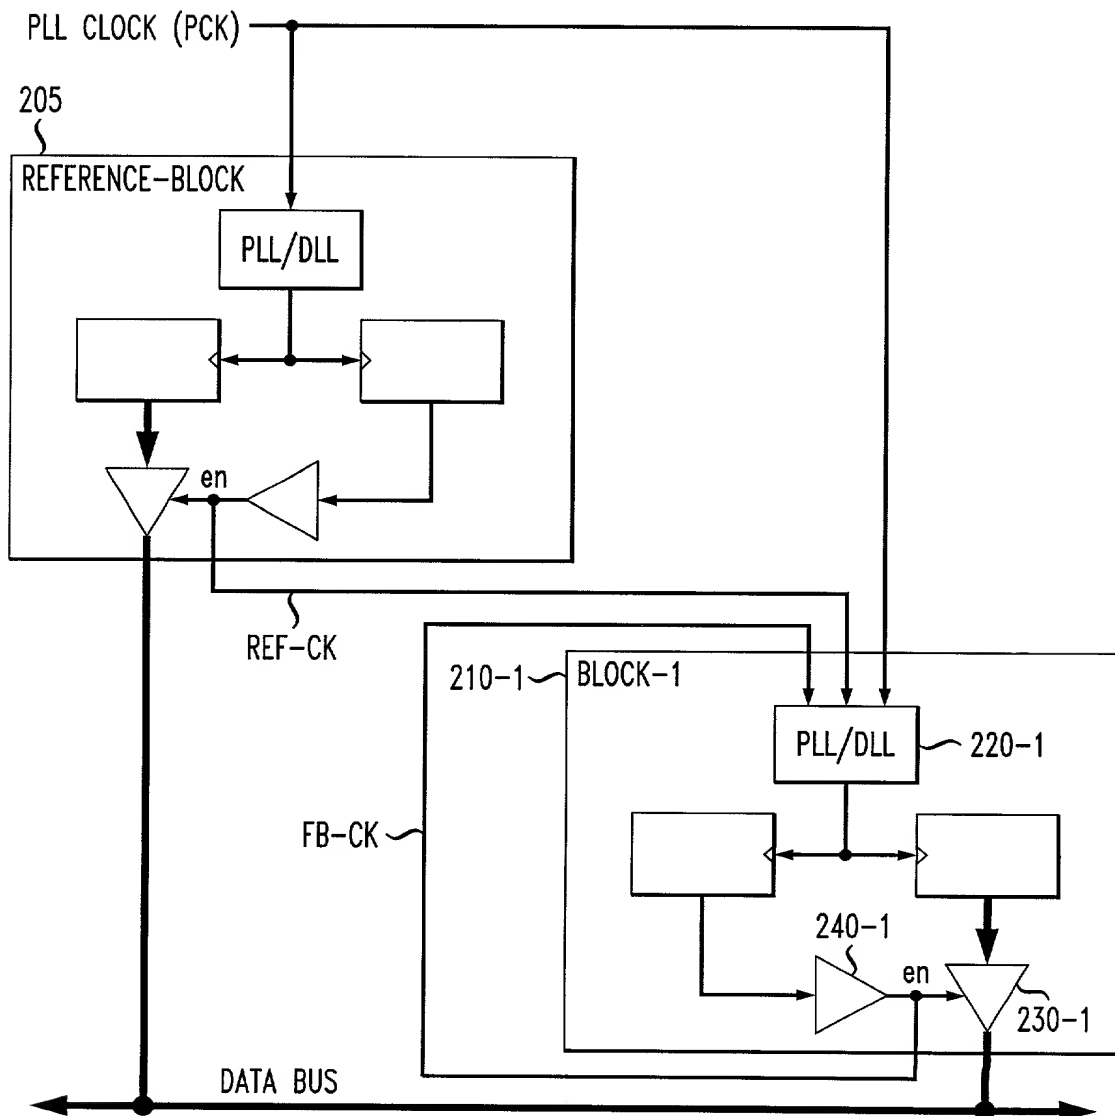 PLL CLOCK (PCK)
205
REFERENCE-BLOCK
PLL/DLL
en
REF-CK
210-1
BLOCK-1
PLL/DLL
220-1
FB-CK
240-1
en
230-1
DATA BUS